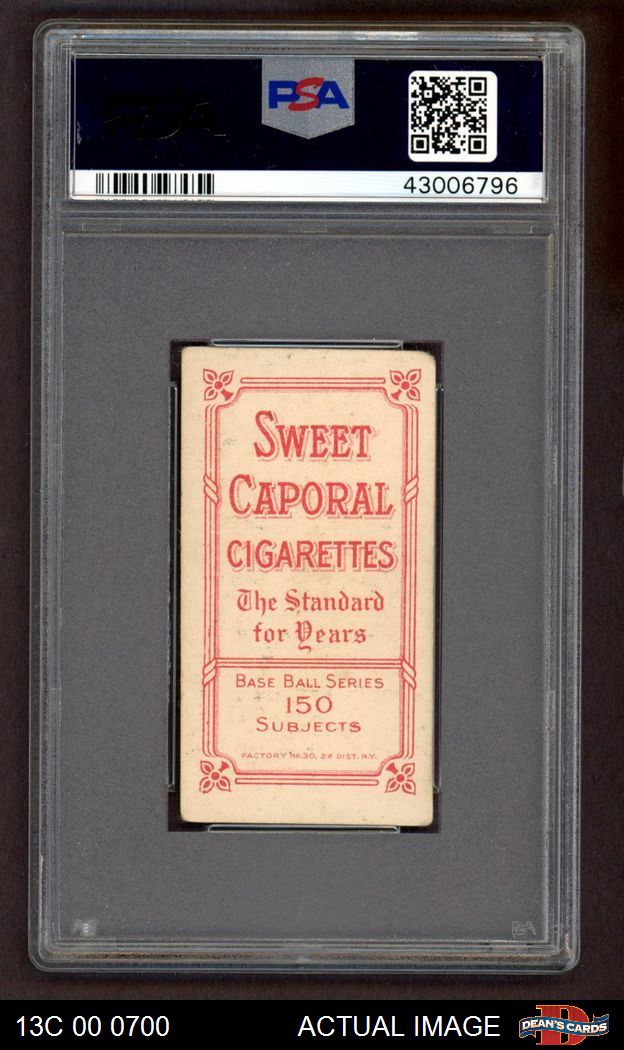 PSA
43006796
SWEET
CAPORAL
CIGARETTES
The Standard
for Years
BASE BALL SERIES
150
SUBJECTS
FACTORY No. 30, 2d DIST. N.Y.
13C 00 0700
ACTUAL IMAGE
DEAN'S CARDS